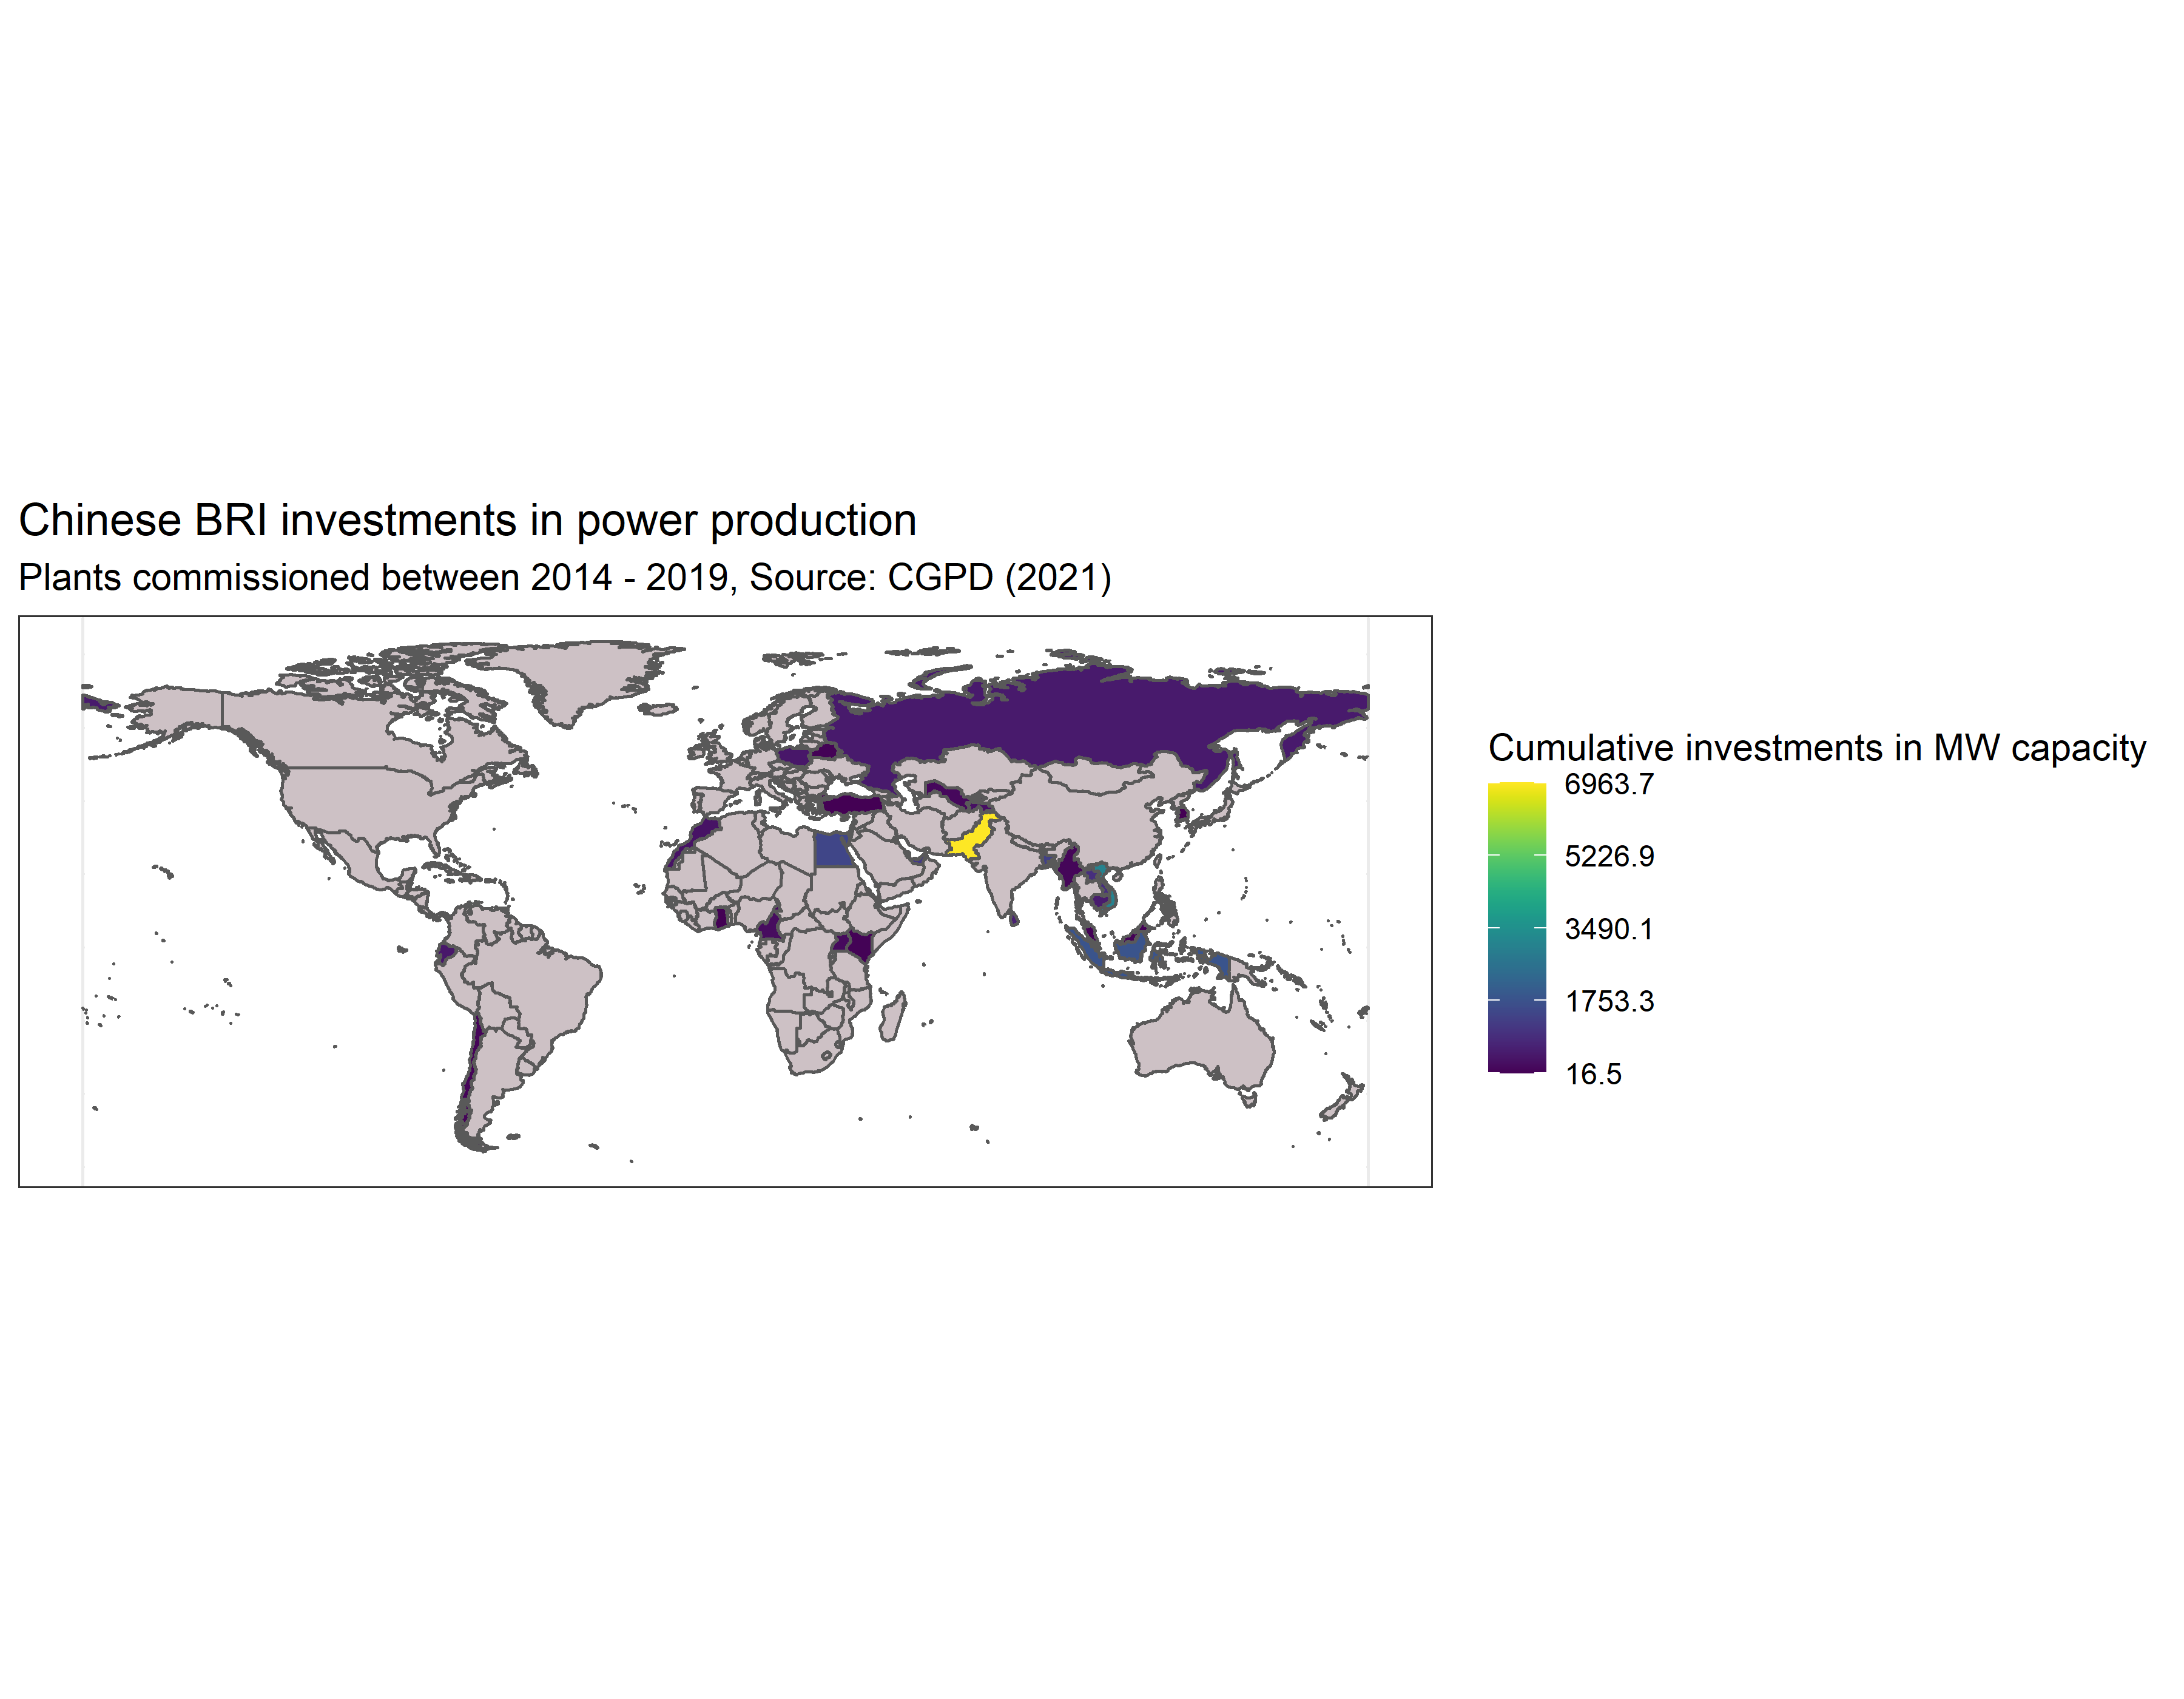 Chinese BRI investments in power production
Plants commissioned between 2014 - 2019, Source: CGPD (2021)
Cumulative investments in MW capacity
6963.7
5226.9
3490.1
1753.3
16.5